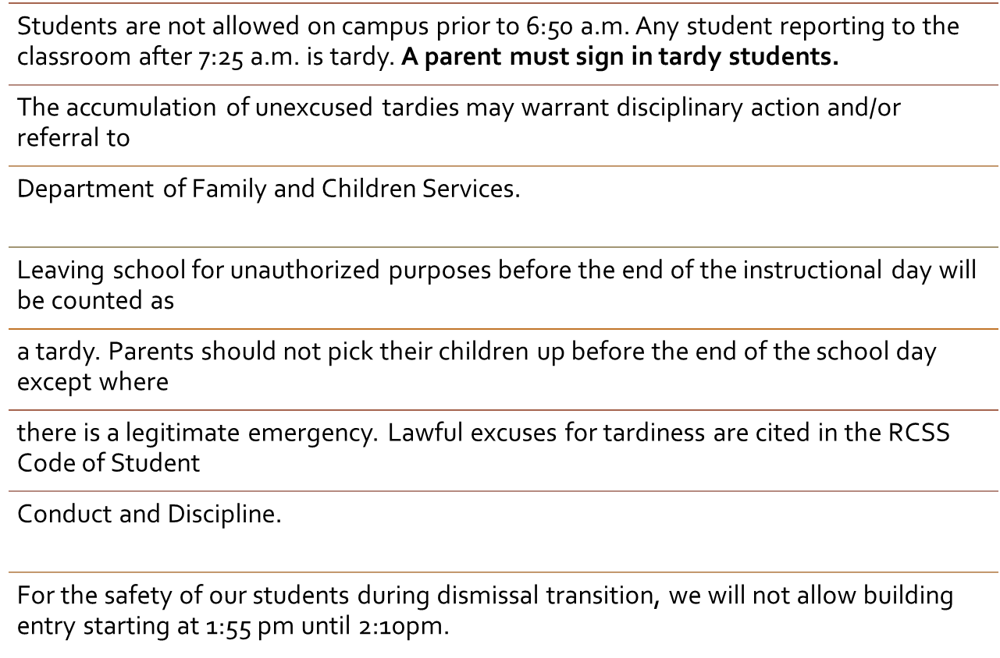 Students are not allowed on campus prior to 6:50 a.m. Any student reporting to the
classroom after 7:25 a.m. is tardy. A parent must sign in tardy students.
The accumulation of unexcused tardies may warrant disciplinary action and/or
referral to
Department of Family and Children Services.
Leaving school for unauthorized purposes before the end of the instructional day will
be counted as
a tardy. Parents should not pick their children up before the end of the school day
except where
there is a legitimate emergency. Lawful excuses for tardiness are cited in the RCSS
Code of Student
Conduct and Discipline.
For the safety of our students during dismissal transition, we will not allow building
entry starting at 1:55 pm until 2:10pm.